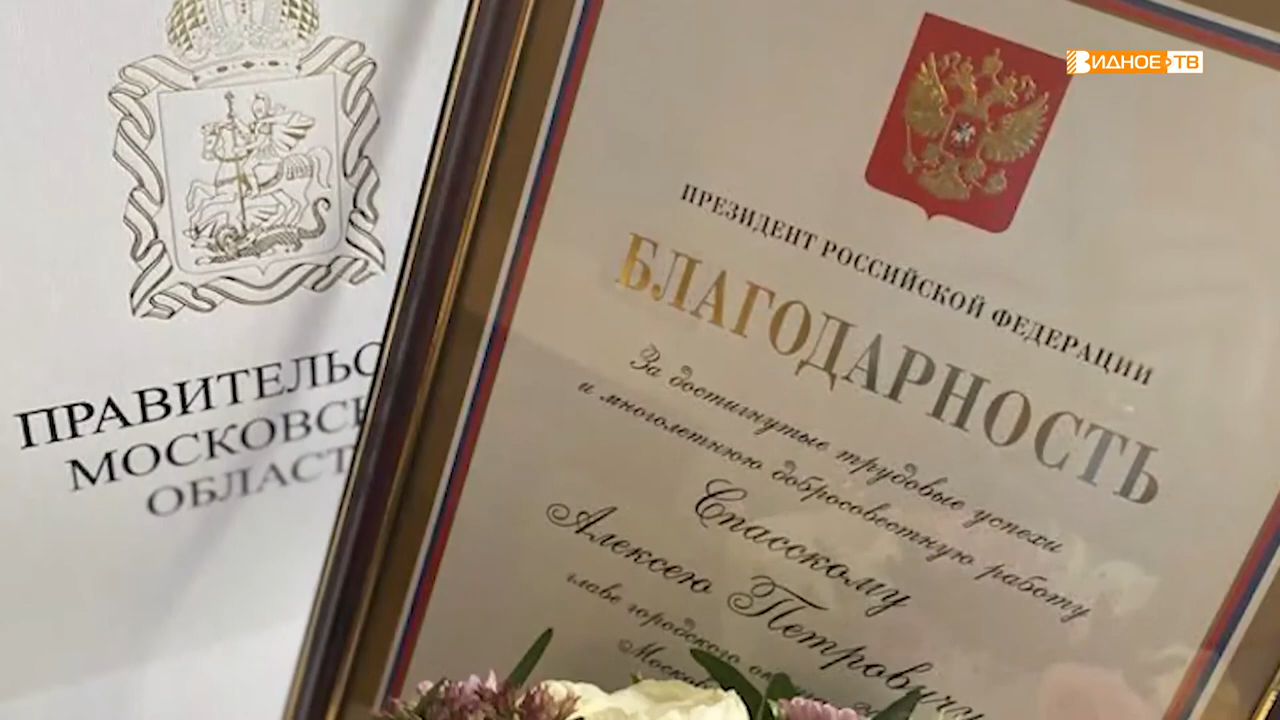 ВИДНОЕ ТВ
ПРАВИТЕЛЬС
МОСКОВСК
ОБЛАСТ
ПРЕЗИДЕНТ РОССИЙСКОЙ ФЕДЕРАЦИИ
БЛАГОДАРНОСТЬ
За достигнутые трудовые успехи
и многолетнюю добросовестную работу
Спасскому
Алексею Петровичу
главе городского
Московс